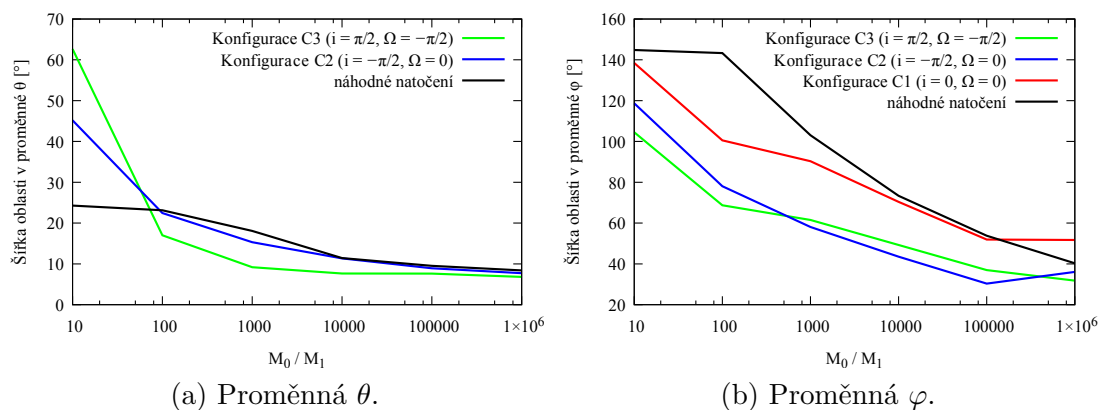 Šířka oblasti v proměnné θ [°]
70
60
50
40
30
20
10
0
Konfigurace C3 (i = π/2, Ω = −π/2)
Konfigurace C2 (i = −π/2, Ω = 0)
náhodné natočení
10 100 1000 10000 100000 1×10⁶
M₀ / M₁
(a) Proměnná θ.
Šířka oblasti v proměnné φ [°]
160
140
120
100
80
60
40
20
Konfigurace C3 (i = π/2, Ω = −π/2)
Konfigurace C2 (i = −π/2, Ω = 0)
Konfigurace C1 (i = 0, Ω = 0)
náhodné natočení
10 100 1000 10000 100000 1×10⁶
M₀ / M₁
(b) Proměnná φ.